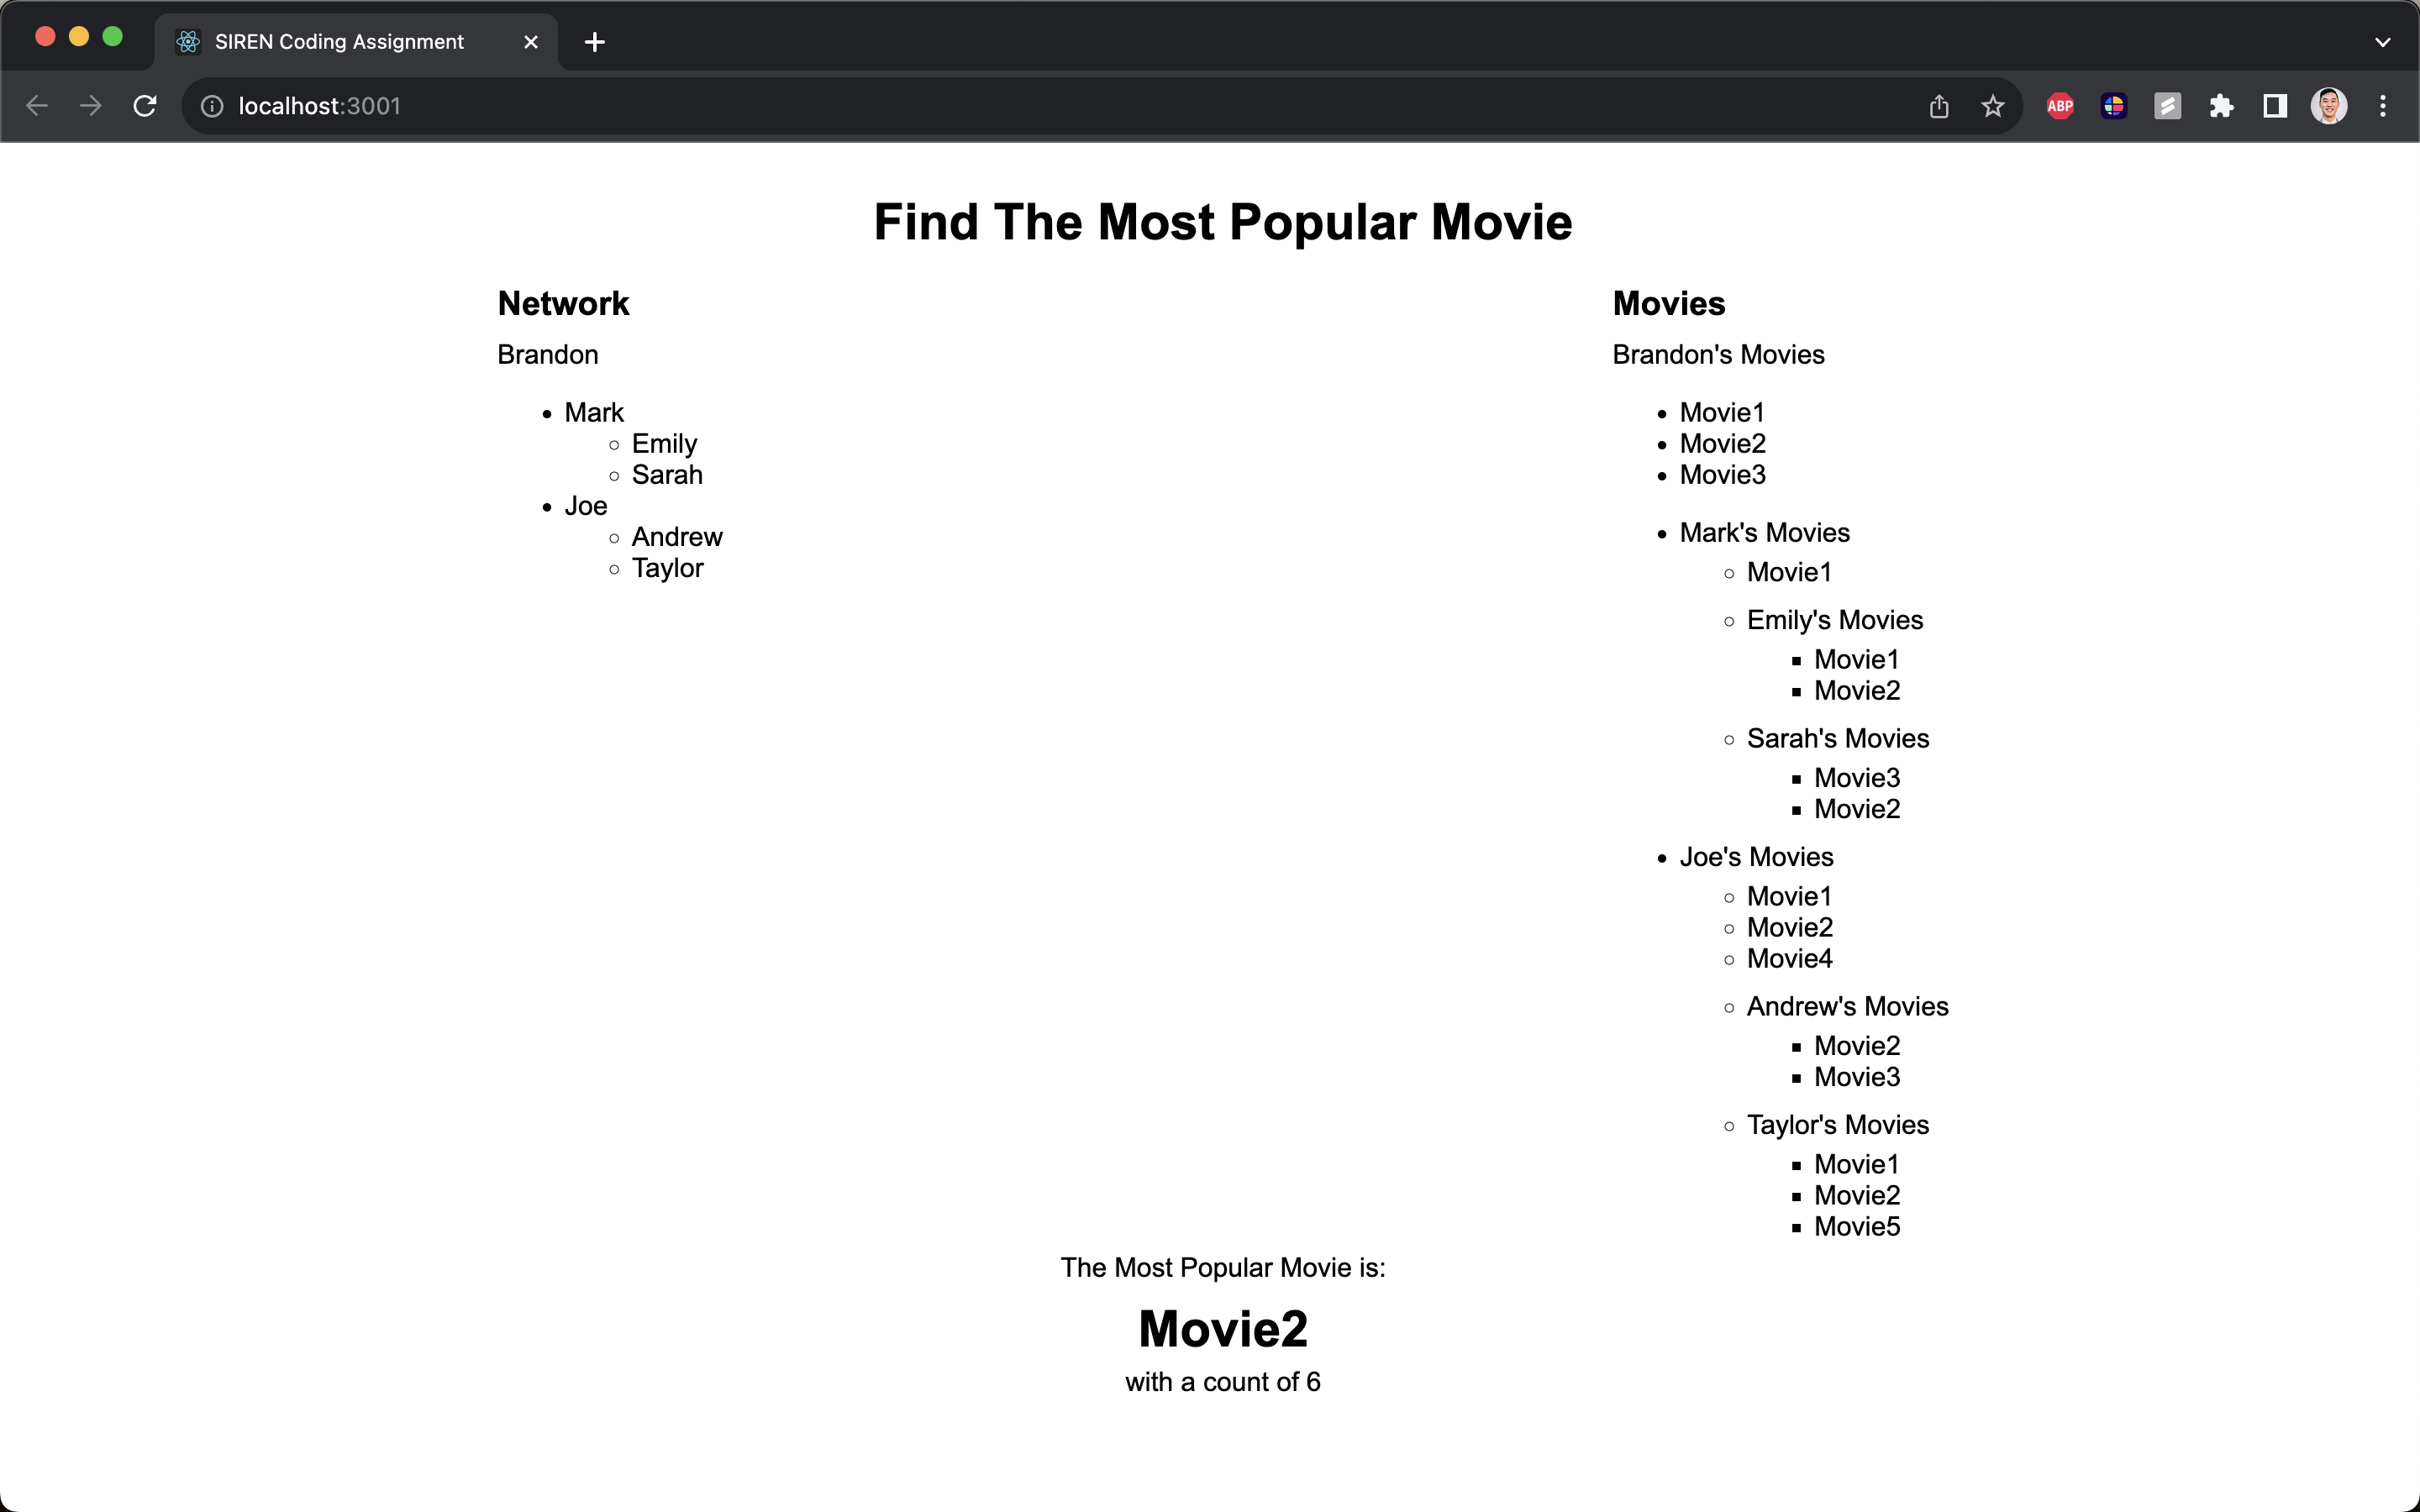 SIREN Coding Assignment
localhost:3001
ABP
Find The Most Popular Movie
Network
Brandon
Mark
Emily
Sarah
Joe
Andrew
Taylor
Movies
Brandon's Movies
Movie1
Movie2
Movie3
Mark's Movies
Movie1
Emily's Movies
Movie1
Movie2
Sarah's Movies
Movie3
Movie2
Joe's Movies
Movie1
Movie2
Movie4
Andrew's Movies
Movie2
Movie3
Taylor's Movies
Movie1
Movie2
Movie5
The Most Popular Movie is:
Movie2
with a count of 6